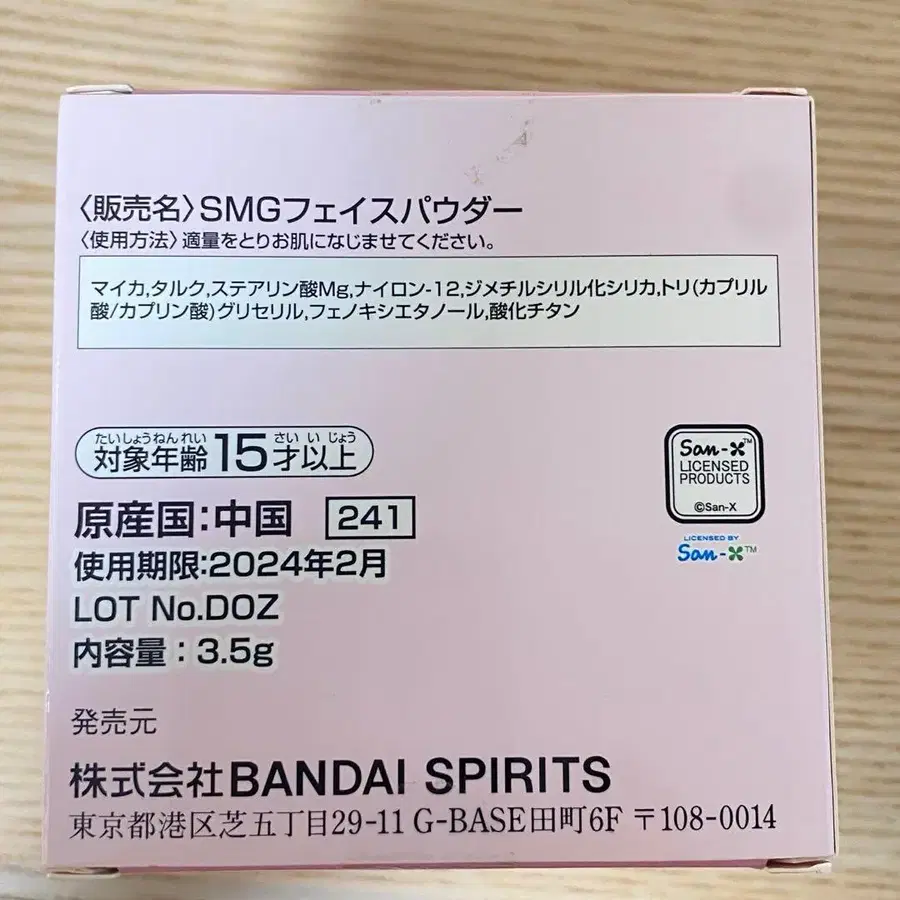 〈販売名〉SMGフェイスパウダー
〈使用方法〉適量をとりお肌になじませてください。
マイカ,タルク,ステアリン酸Mg,ナイロン-12,ジメチルシリル化シリカ,トリ(カプリル
酸/カプリン酸)グリセリル,フェノキシエタノール,酸化チタン
たいしょうねんれい さい い じょう
対象年齢15才以上
San-X™
LICENSED
PRODUCTS
©San-X
原産国:中国 241
LICENSED BY
San-X™
使用期限:2024年2月
LOT No.DOZ
内容量：3.5g
発売元
株式会社BANDAI SPIRITS
東京都港区芝五丁目29-11 G-BASE田町6F 〒108-0014